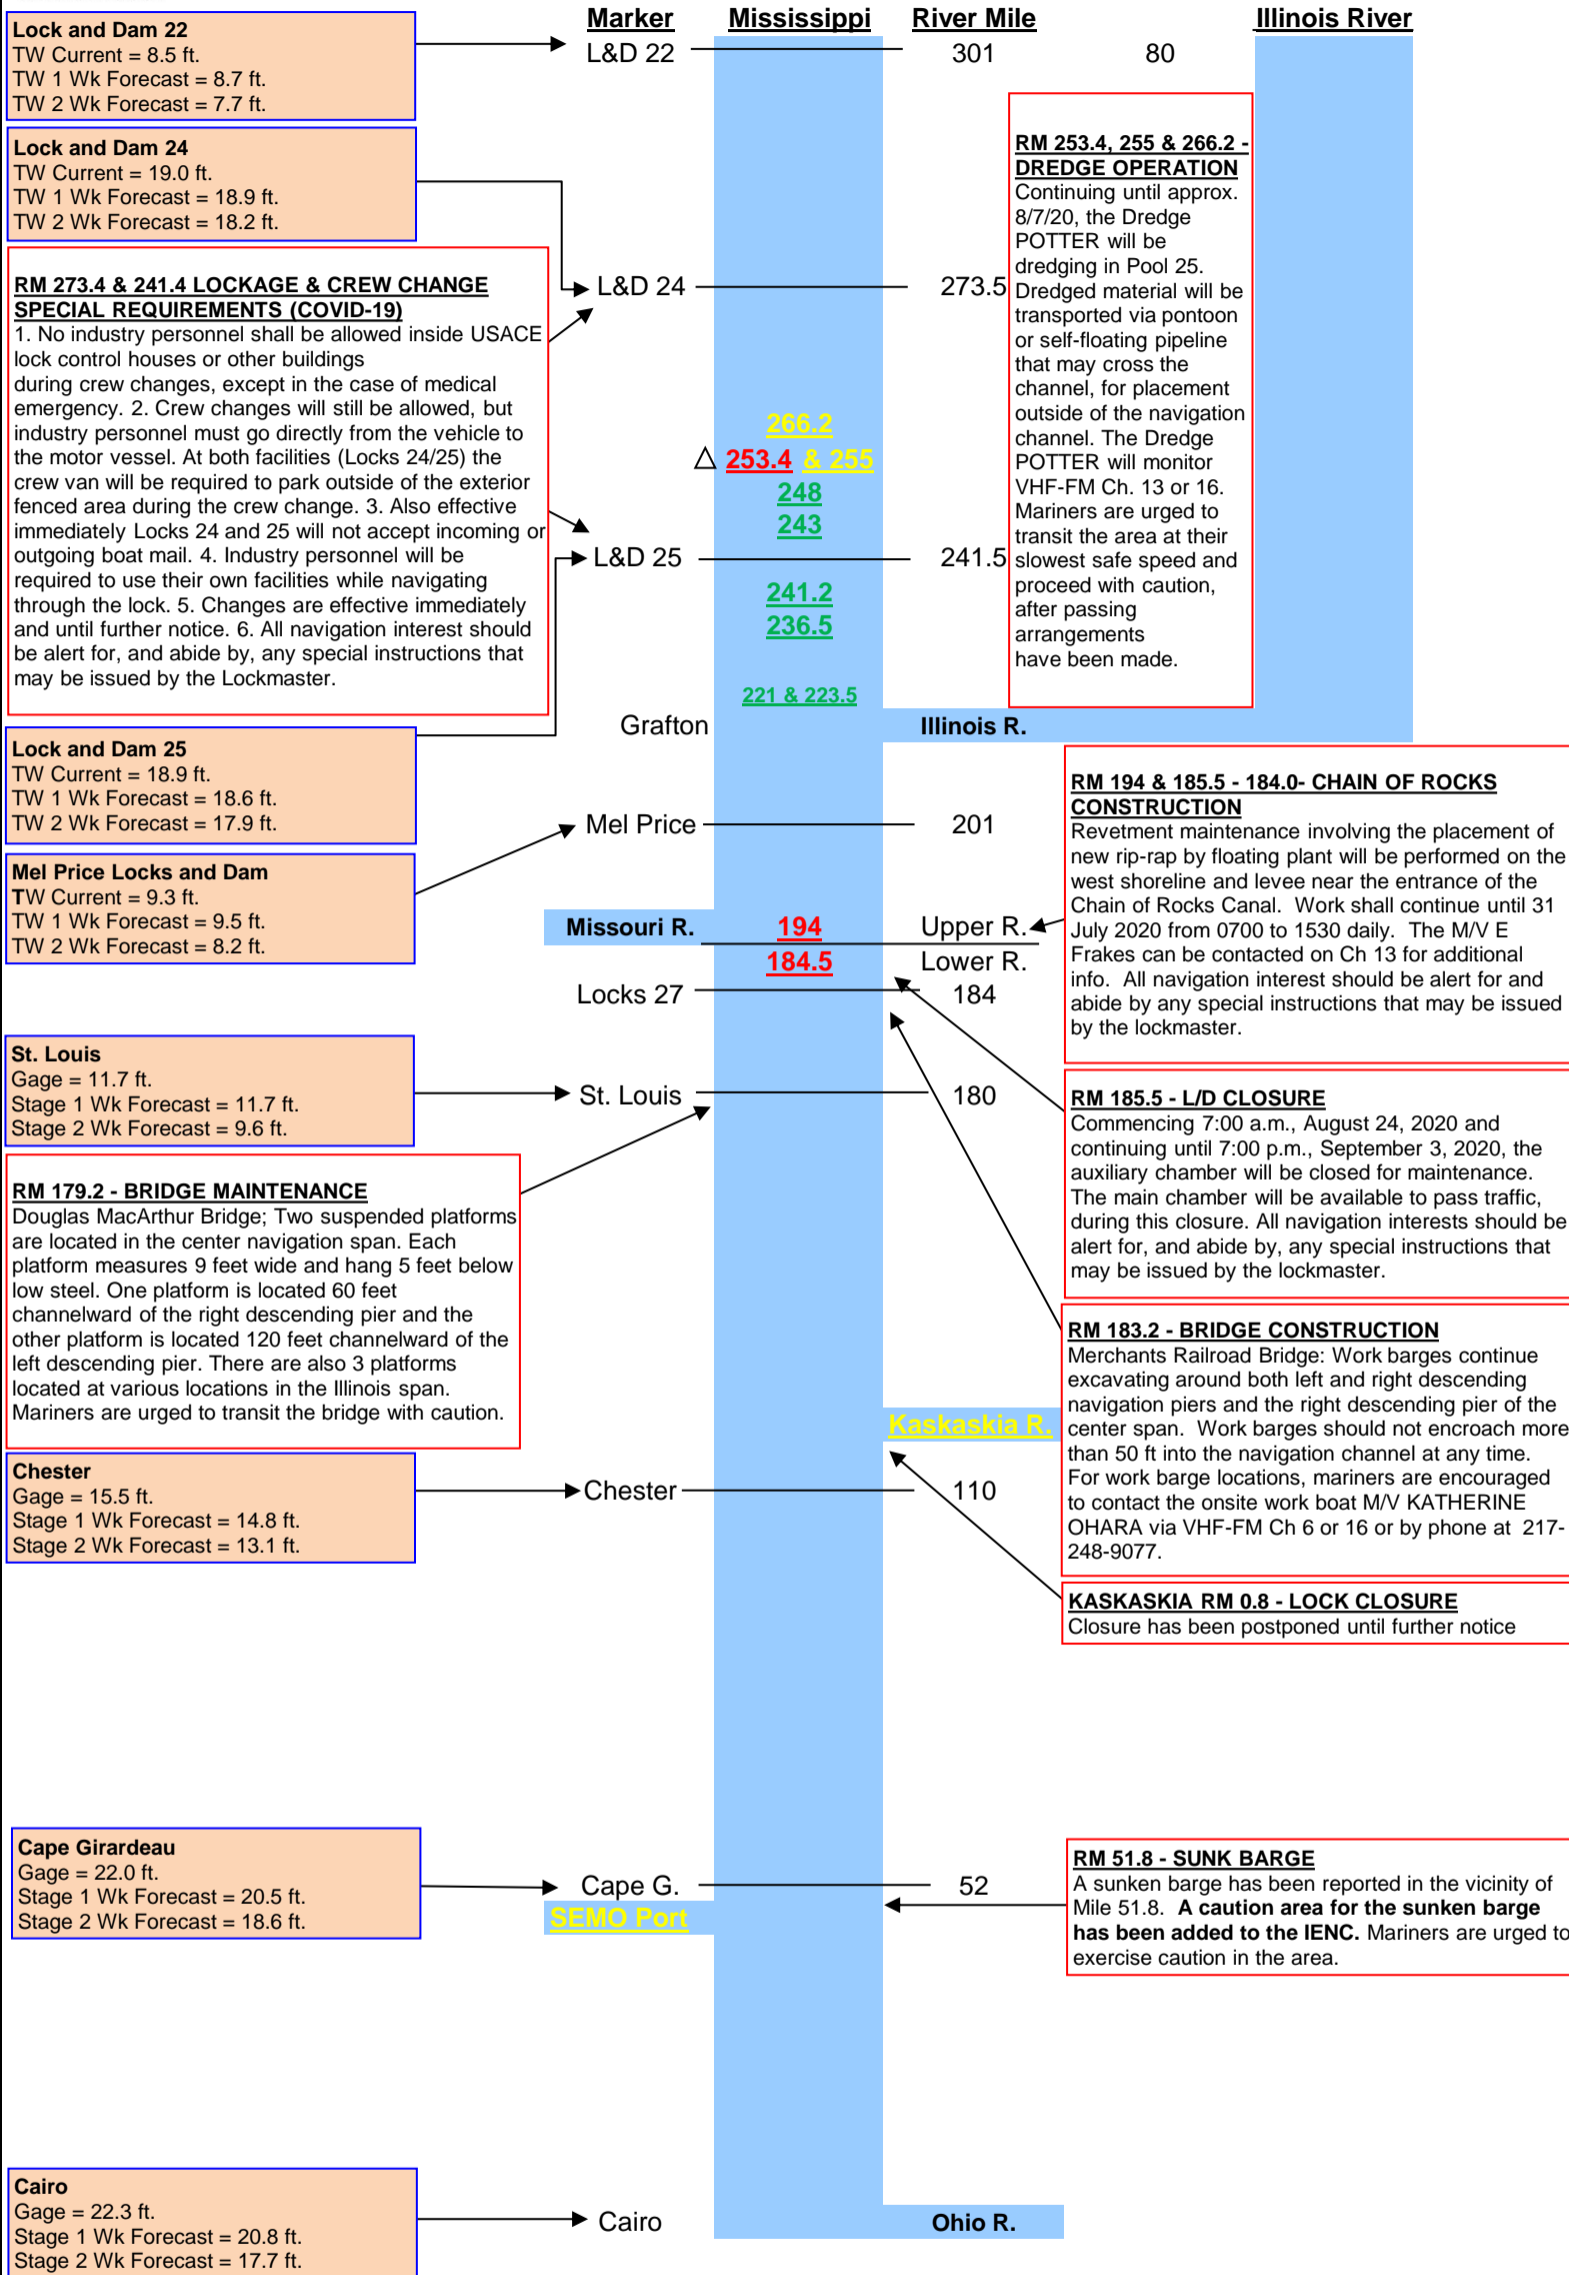 Marker Mississippi River Mile Illinois River
Lock and Dam 22
TW Current = 8.5 ft.
TW 1 Wk Forecast = 8.7 ft.
TW 2 Wk Forecast = 7.7 ft.
L&D 22 301 80
Lock and Dam 24
TW Current = 19.0 ft.
TW 1 Wk Forecast = 18.9 ft.
TW 2 Wk Forecast = 18.2 ft.
RM 253.4, 255 & 266.2 -
DREDGE OPERATION
Continuing until approx.
8/7/20, the Dredge
POTTER will be
dredging in Pool 25.
Dredged material will be
transported via pontoon
or self-floating pipeline
that may cross the
channel, for placement
outside of the navigation
channel. The Dredge
POTTER will monitor
VHF-FM Ch. 13 or 16.
Mariners are urged to
transit the area at their
slowest safe speed and
proceed with caution,
after passing
arrangements
have been made.
RM 273.4 & 241.4 LOCKAGE & CREW CHANGE
SPECIAL REQUIREMENTS (COVID-19)
1. No industry personnel shall be allowed inside USACE
lock control houses or other buildings
during crew changes, except in the case of medical
emergency. 2. Crew changes will still be allowed, but
industry personnel must go directly from the vehicle to
the motor vessel. At both facilities (Locks 24/25) the
crew van will be required to park outside of the exterior
fenced area during the crew change. 3. Also effective
immediately Locks 24 and 25 will not accept incoming or
outgoing boat mail. 4. Industry personnel will be
required to use their own facilities while navigating
through the lock. 5. Changes are effective immediately
and until further notice. 6. All navigation interest should
be alert for, and abide by, any special instructions that
may be issued by the Lockmaster.
L&D 24 273.5
266.2
△ 253.4 & 255
248
243
L&D 25 241.5
241.2
236.5
221 & 223.5
Grafton Illinois R.
Lock and Dam 25
TW Current = 18.9 ft.
TW 1 Wk Forecast = 18.6 ft.
TW 2 Wk Forecast = 17.9 ft.
Mel Price 201
Mel Price Locks and Dam
TW Current = 9.3 ft.
TW 1 Wk Forecast = 9.5 ft.
TW 2 Wk Forecast = 8.2 ft.
RM 194 & 185.5 - 184.0- CHAIN OF ROCKS
CONSTRUCTION
Revetment maintenance involving the placement of
new rip-rap by floating plant will be performed on the
west shoreline and levee near the entrance of the
Chain of Rocks Canal. Work shall continue until 31
July 2020 from 0700 to 1530 daily. The M/V E
Frakes can be contacted on Ch 13 for additional
info. All navigation interest should be alert for and
abide by any special instructions that may be issued
by the lockmaster.
Missouri R. 194 Upper R.
184.5 Lower R.
Locks 27 184
St. Louis
Gage = 11.7 ft.
Stage 1 Wk Forecast = 11.7 ft.
Stage 2 Wk Forecast = 9.6 ft.
St. Louis 180
RM 185.5 - L/D CLOSURE
Commencing 7:00 a.m., August 24, 2020 and
continuing until 7:00 p.m., September 3, 2020, the
auxiliary chamber will be closed for maintenance.
The main chamber will be available to pass traffic,
during this closure. All navigation interests should be
alert for, and abide by, any special instructions that
may be issued by the lockmaster.
RM 179.2 - BRIDGE MAINTENANCE
Douglas MacArthur Bridge; Two suspended platforms
are located in the center navigation span. Each
platform measures 9 feet wide and hang 5 feet below
low steel. One platform is located 60 feet
channelward of the right descending pier and the
other platform is located 120 feet channelward of the
left descending pier. There are also 3 platforms
located at various locations in the Illinois span.
Mariners are urged to transit the bridge with caution.
RM 183.2 - BRIDGE CONSTRUCTION
Merchants Railroad Bridge: Work barges continue
excavating around both left and right descending
navigation piers and the right descending pier of the
center span. Work barges should not encroach more
than 50 ft into the navigation channel at any time.
For work barge locations, mariners are encouraged
to contact the onsite work boat M/V KATHERINE
OHARA via VHF-FM Ch 6 or 16 or by phone at 217-
248-9077.
Kaskaskia R.
Chester
Gage = 15.5 ft.
Stage 1 Wk Forecast = 14.8 ft.
Stage 2 Wk Forecast = 13.1 ft.
Chester 110
KASKASKIA RM 0.8 - LOCK CLOSURE
Closure has been postponed until further notice
Cape Girardeau
Gage = 22.0 ft.
Stage 1 Wk Forecast = 20.5 ft.
Stage 2 Wk Forecast = 18.6 ft.
Cape G. 52
SEMO Port
RM 51.8 - SUNK BARGE
A sunken barge has been reported in the vicinity of
Mile 51.8. A caution area for the sunken barge
has been added to the IENC. Mariners are urged to
exercise caution in the area.
Cairo
Gage = 22.3 ft.
Stage 1 Wk Forecast = 20.8 ft.
Stage 2 Wk Forecast = 17.7 ft.
Cairo Ohio R.